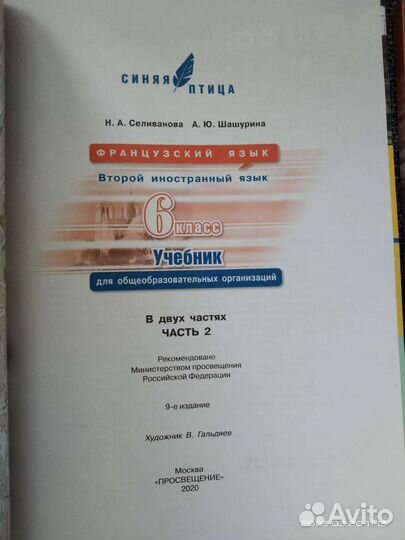 СИНЯЯ
ПТИЦА
Н. А. Селиванова А. Ю. Шашурина
ФРАНЦУЗСКИЙ ЯЗЫК
Второй иностранный язык
6 класс
Учебник
для общеобразовательных организаций
В двух частях
ЧАСТЬ 2
Рекомендовано
Министерством просвещения
Российской Федерации
9-е издание
Художник В. Гальдяев
Москва
«ПРОСВЕЩЕНИЕ»
2020
Avito